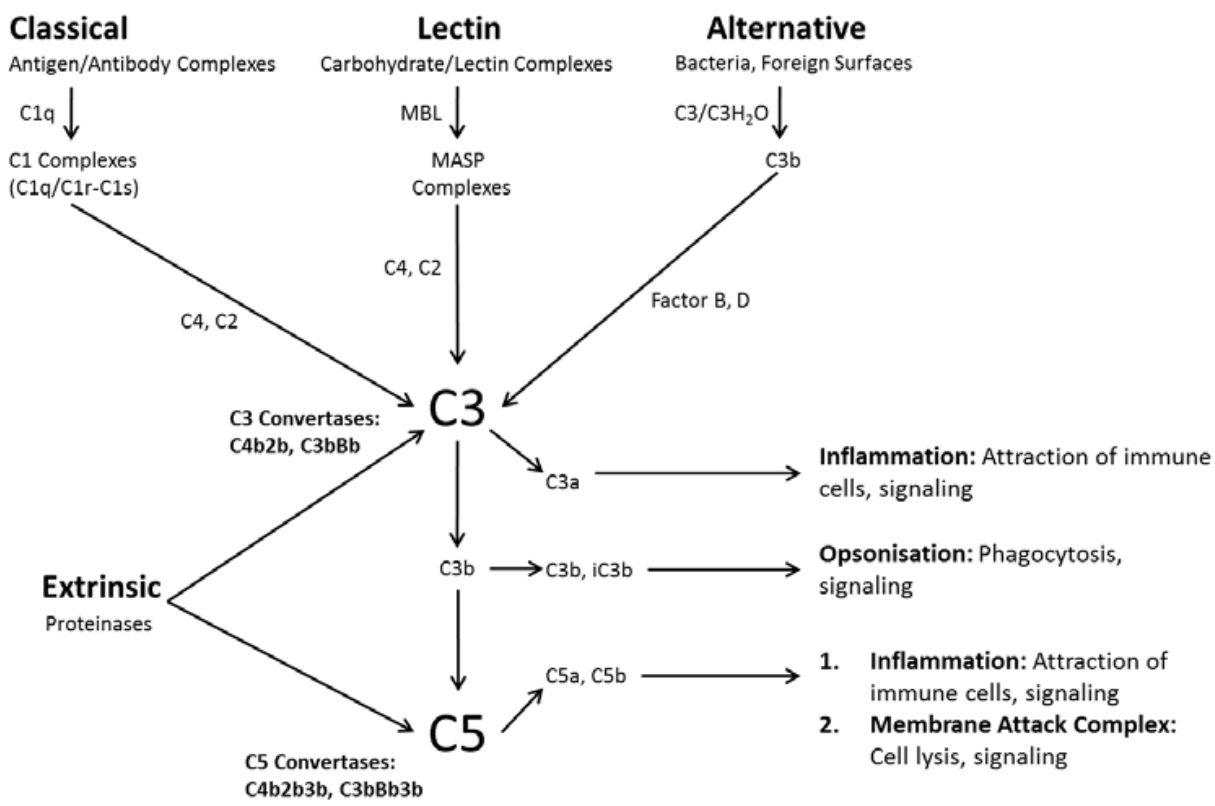 Classical
Antigen/Antibody Complexes
C1q
C1 Complexes
(C1q/C1r-C1s)
C4, C2
Lectin
Carbohydrate/Lectin Complexes
MBL
MASP
Complexes
C4, C2
Alternative
Bacteria, Foreign Surfaces
C3/C3H₂O
C3b
Factor B, D
C3
C3 Convertases:
C4b2b, C3bBb
C3a
Inflammation: Attraction of immune
cells, signaling
C3b
C3b, iC3b
Opsonisation: Phagocytosis,
signaling
Extrinsic
Proteinases
C5
C5 Convertases:
C4b2b3b, C3bBb3b
C5a, C5b
1. Inflammation: Attraction of
immune cells, signaling
2. Membrane Attack Complex:
Cell lysis, signaling